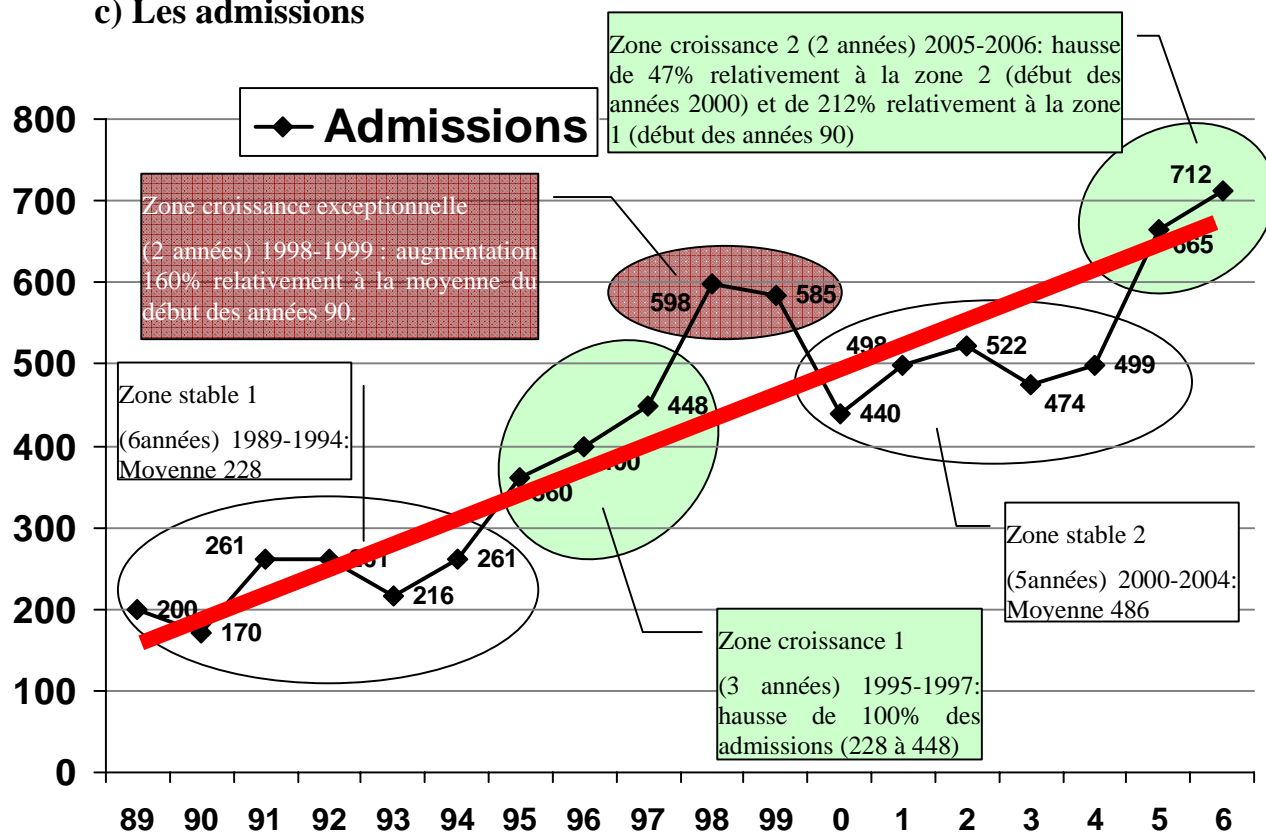 c) Les admissions
Zone croissance 2 (2 années) 2005-2006: hausse
de 47% relativement à la zone 2 (début des
années 2000) et de 212% relativement à la zone
1 (début des années 90)
Admissions
Zone croissance exceptionnelle
(2 années) 1998-1999 : augmentation
160% relativement à la moyenne du
début des années 90.
Zone stable 1
(6années) 1989-1994:
Moyenne 228
Zone stable 2
(5années) 2000-2004:
Moyenne 486
Zone croissance 1
(3 années) 1995-1997:
hausse de 100% des
admissions (228 à 448)
800
700
600
500
400
300
200
100
0
200
170
261
261
216
261
360
400
448
598
585
440
498
522
474
499
665
712
89 90 91 92 93 94 95 96 97 98 99 0 1 2 3 4 5 6